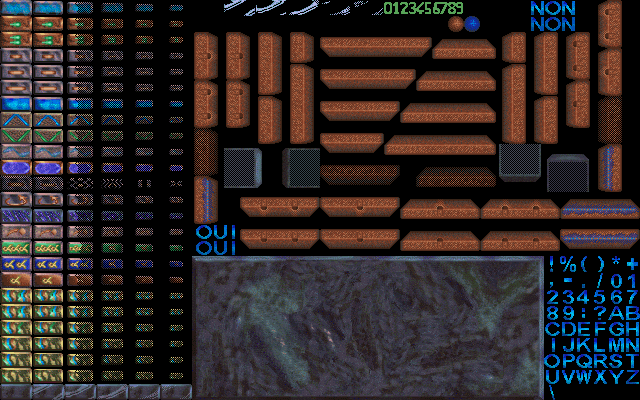 0123456789
NON
NON
OUI
OUI
!%()*+
,-./01
234567
89:?AB
CDEFGH
IJKLMN
OPQRST
UVWXYZ
\